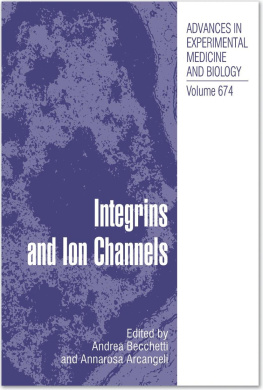 ADVANCES IN
EXPERIMENTAL
MEDICINE
AND BIOLOGY
Volume 674
Integrins
and Ion Channels
Edited by
Andrea Becchetti
and Annarosa Arcangeli